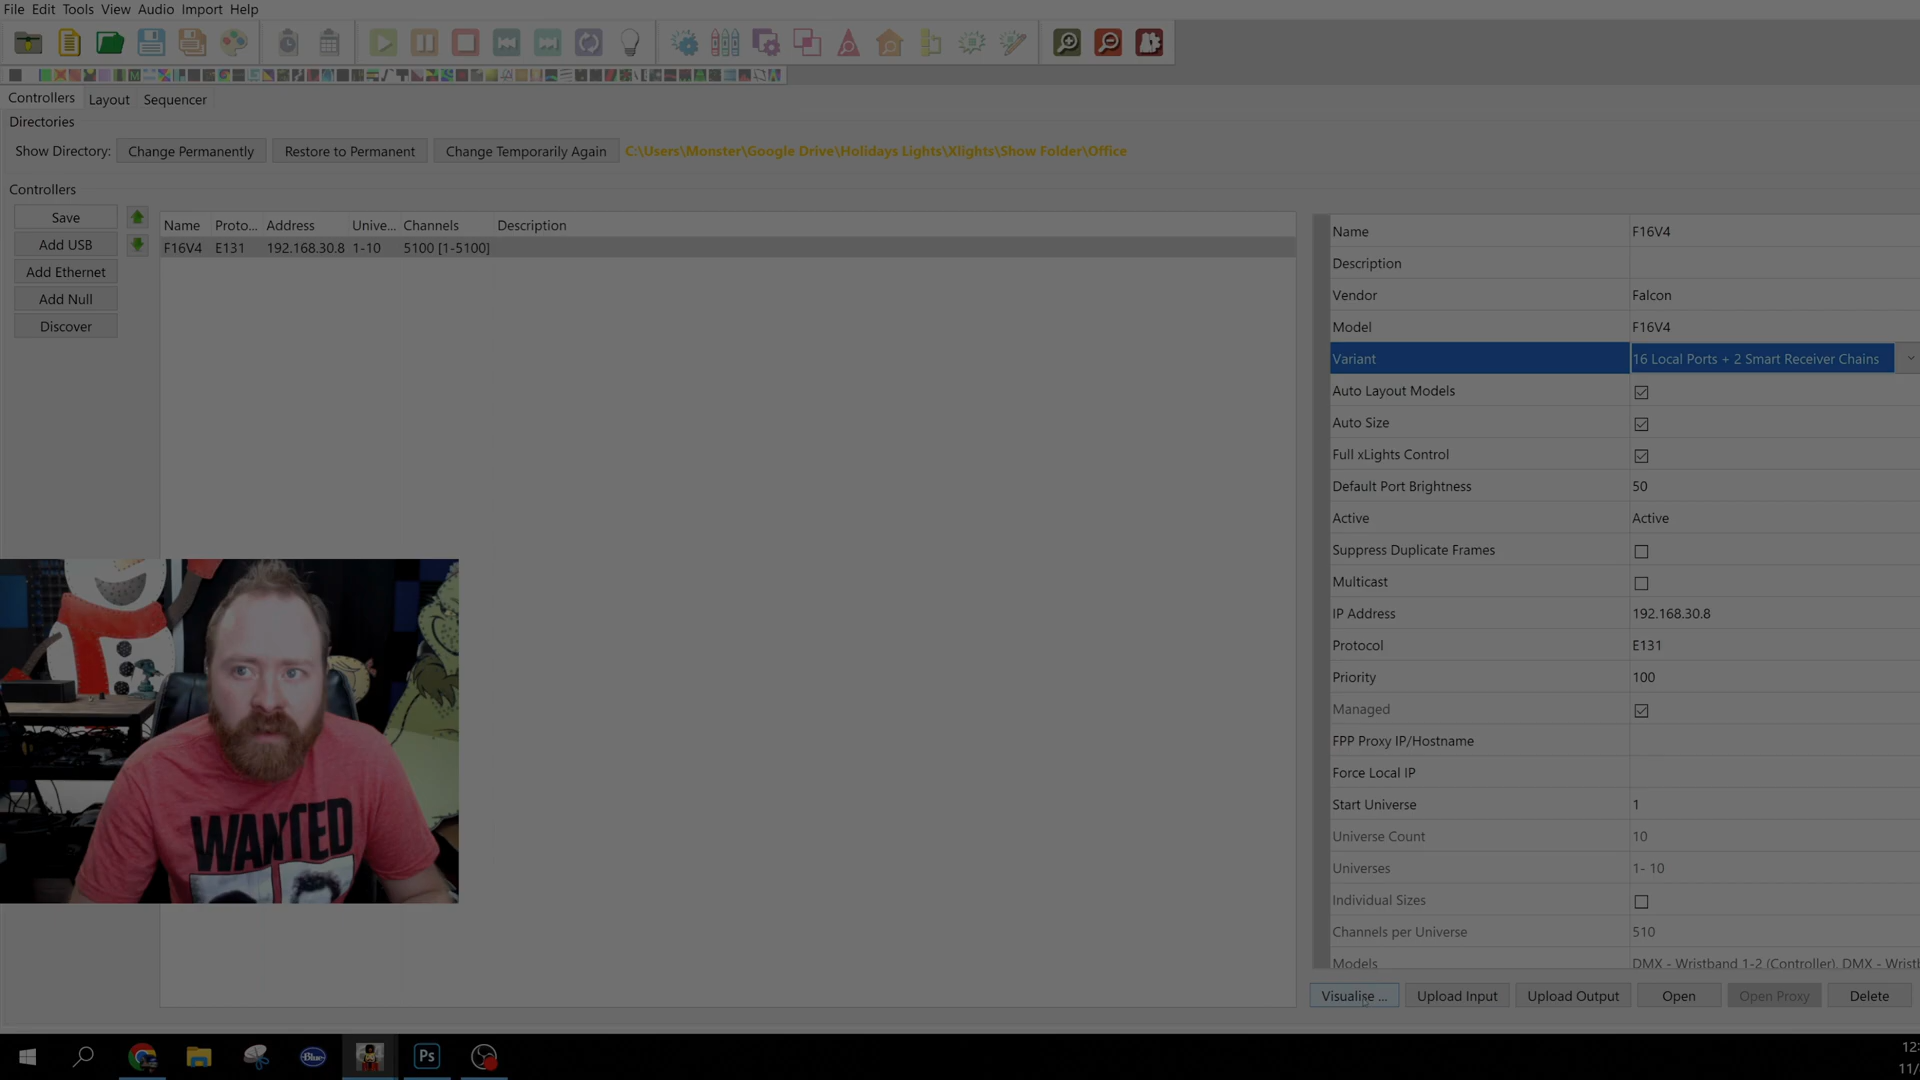 File Edit Tools View Audio Import Help
Controllers Layout Sequencer
Directories
Show Directory: Change Permanently Restore to Permanent Change Temporarily Again C:\Users\Monster\Google Drive\Holidays Lights\Xlights\Show Folder\Office
Controllers
Save
Add USB
Add Ethernet
Add Null
Discover
Name Proto... Address Unive... Channels Description
F16V4 E131 192.168.30.8 1-10 5100 [1-5100]
Name F16V4
Description
Vendor Falcon
Model F16V4
Variant 16 Local Ports + 2 Smart Receiver Chains
Auto Layout Models
Auto Size
Full xLights Control
Default Port Brightness 50
Active Active
Suppress Duplicate Frames
Multicast
IP Address 192.168.30.8
Protocol E131
Priority 100
Managed
FPP Proxy IP/Hostname
Force Local IP
Start Universe 1
Universe Count 10
Universes 1- 10
Individual Sizes
Channels per Universe 510
Models DMX - Wristband 1-2 (Controller), DMX - Wristb
Visualise ... Upload Input Upload Output Open Open Proxy Delete
WANTED
Blue
Ps
12:
11/